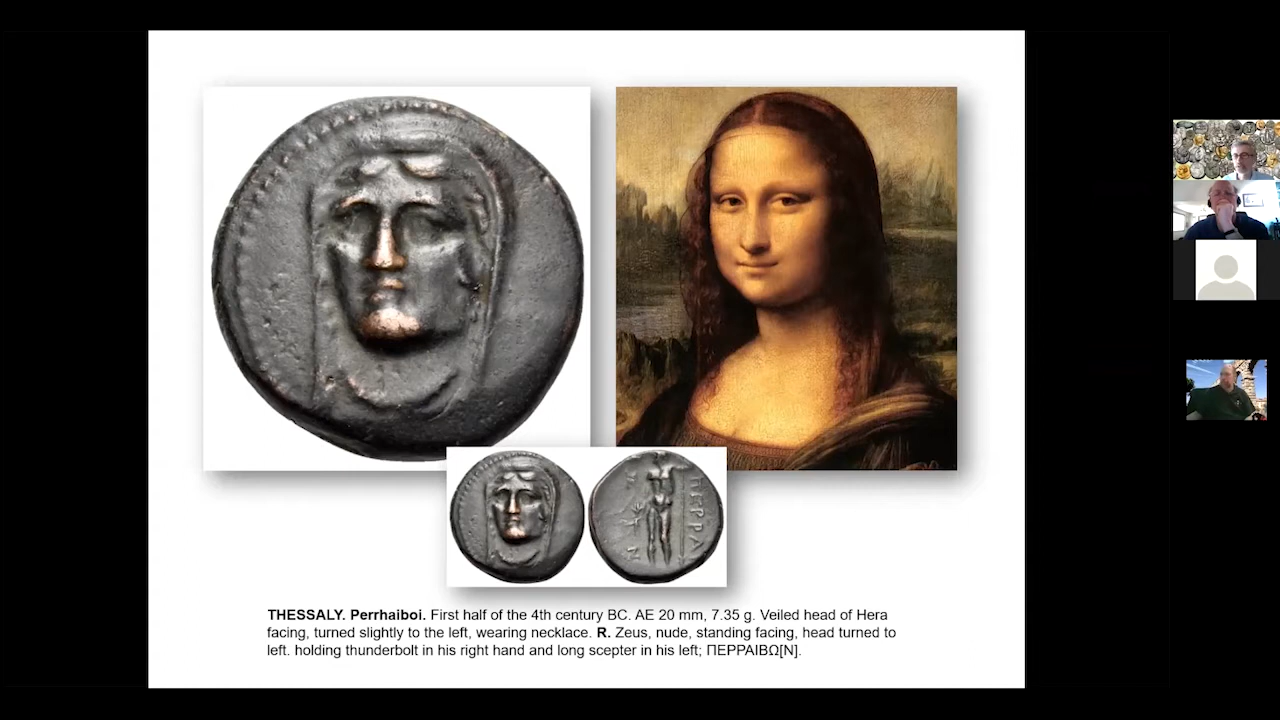 ΠΕΡΡΑΙ
THESSALY. Perrhaiboi. First half of the 4th century BC. AE 20 mm, 7.35 g. Veiled head of Hera
facing, turned slightly to the left, wearing necklace. R. Zeus, nude, standing facing, head turned to
left. holding thunderbolt in his right hand and long scepter in his left; ΠΕΡΡΑΙΒΩ[Ν].